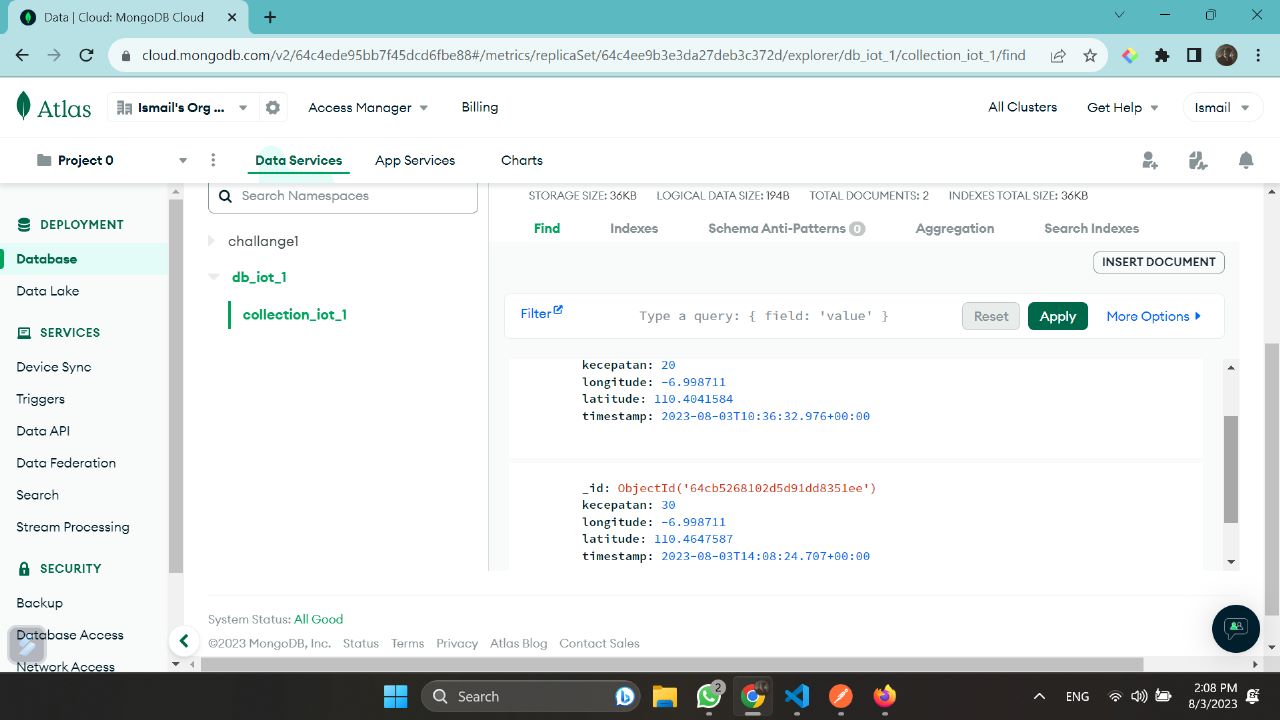 Data | Cloud: MongoDB Cloud
cloud.mongodb.com/v2/64c4ede95bb7f45dcd6fbe88#/metrics/replicaSet/64c4ee9b3e3da27deb3c372d/explorer/db_iot_1/collection_iot_1/find
Atlas
Ismail's Org ...
Access Manager
Billing
All Clusters
Get Help
Ismail
Project 0
Data Services
App Services
Charts
DEPLOYMENT
Database
Data Lake
SERVICES
Device Sync
Triggers
Data API
Data Federation
Search
Stream Processing
SECURITY
Backup
Database Access
Network Access
Search Namespaces
challange1
db_iot_1
collection_iot_1
STORAGE SIZE: 36KB LOGICAL DATA SIZE: 194B TOTAL DOCUMENTS: 2 INDEXES TOTAL SIZE: 36KB
Find Indexes Schema Anti-Patterns 0 Aggregation Search Indexes
INSERT DOCUMENT
Filter Type a query: { field: 'value' } Reset Apply More Options
kecepatan: 20
longitude: -6.998711
latitude: 110.4041584
timestamp: 2023-08-03T10:36:32.976+00:00
_id: ObjectId('64cb5268102d5d91dd8351ee')
kecepatan: 30
longitude: -6.998711
latitude: 110.4647587
timestamp: 2023-08-03T14:08:24.707+00:00
System Status: All Good
©2023 MongoDB, Inc. Status Terms Privacy Atlas Blog Contact Sales
Search
2
ENG
2:08 PM
8/3/2023